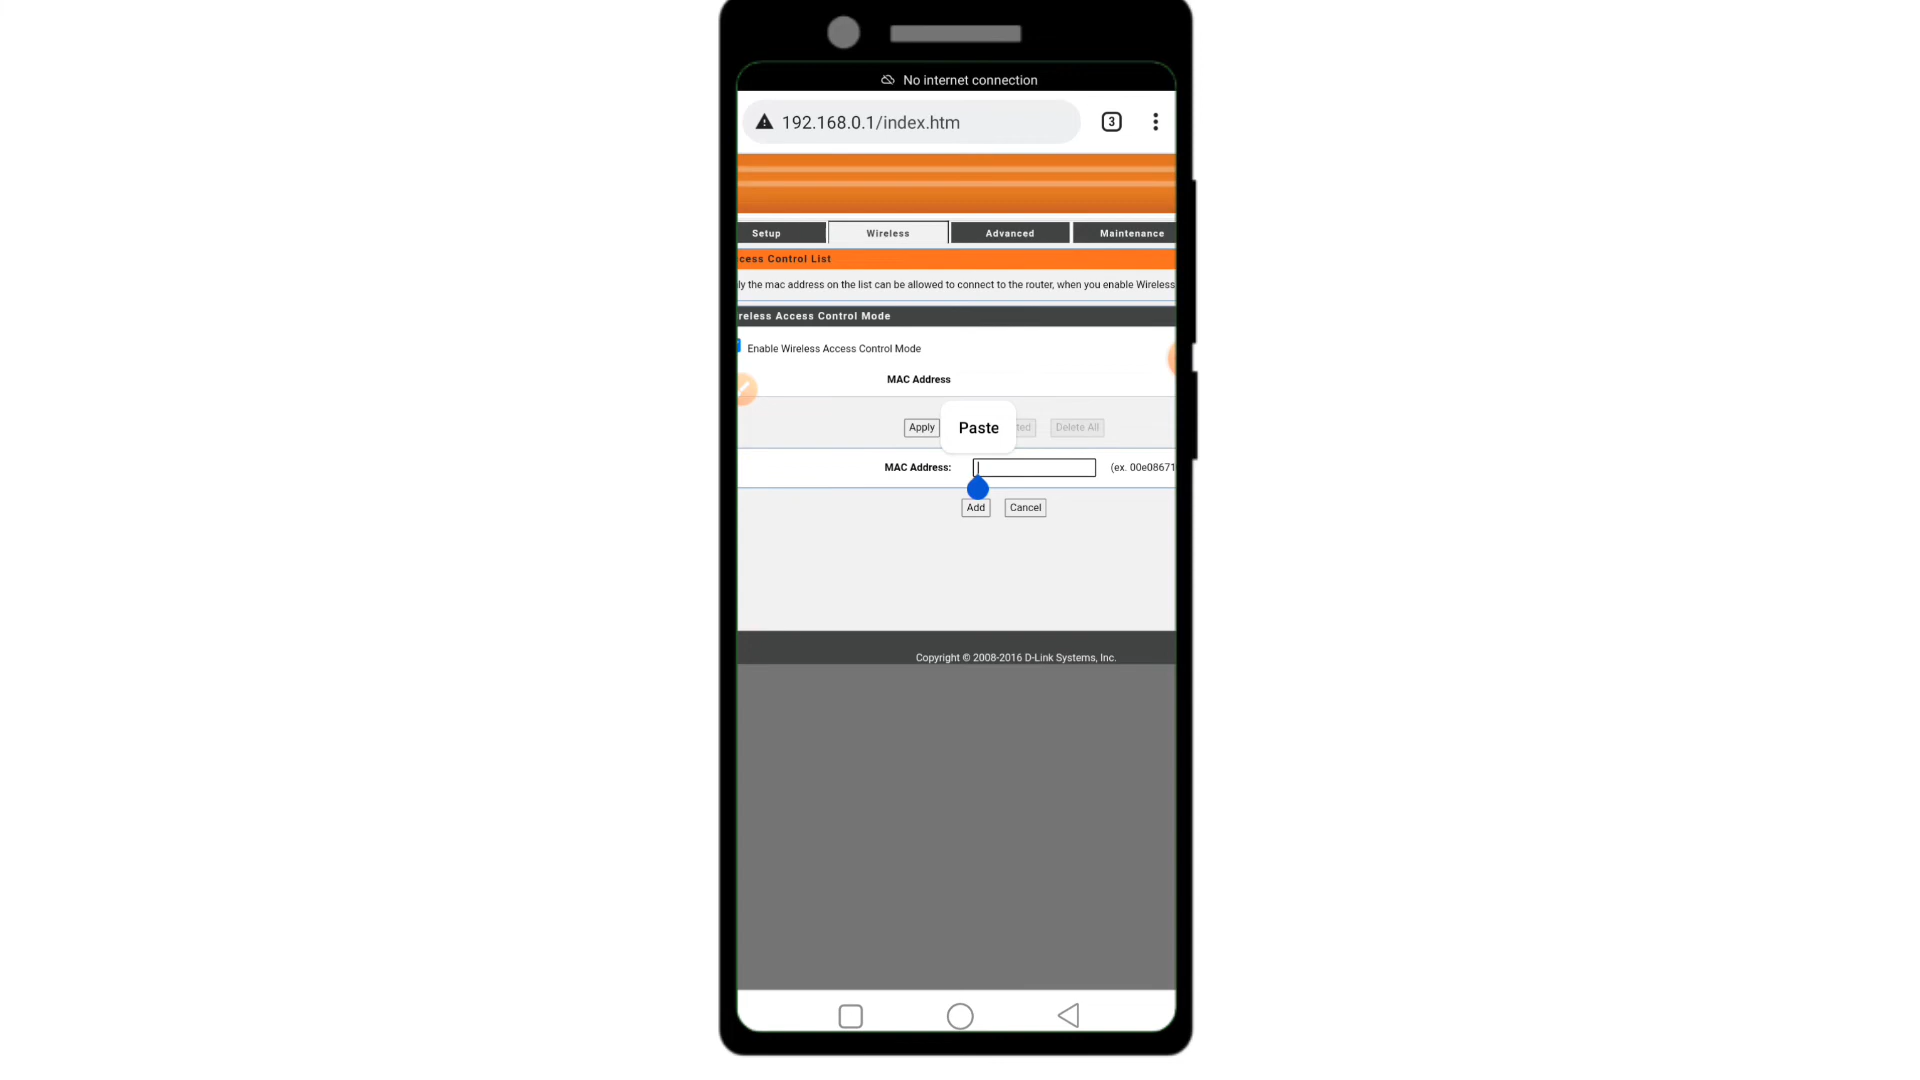 No internet connection
192.168.0.1/index.htm
3
Setup
Wireless
Advanced
Maintenance
cess Control List
ly the mac address on the list can be allowed to connect to the router, when you enable Wireless
reless Access Control Mode
Enable Wireless Access Control Mode
MAC Address
Apply
Paste
ted
Delete All
MAC Address:
(ex. 00e08671
Add
Cancel
Copyright © 2008-2016 D-Link Systems, Inc.